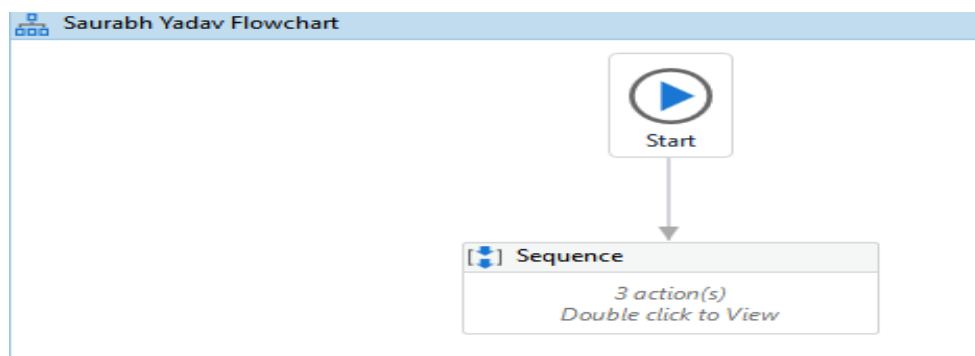 Saurabh Yadav Flowchart
Start
Sequence
3 action(s)
Double click to View